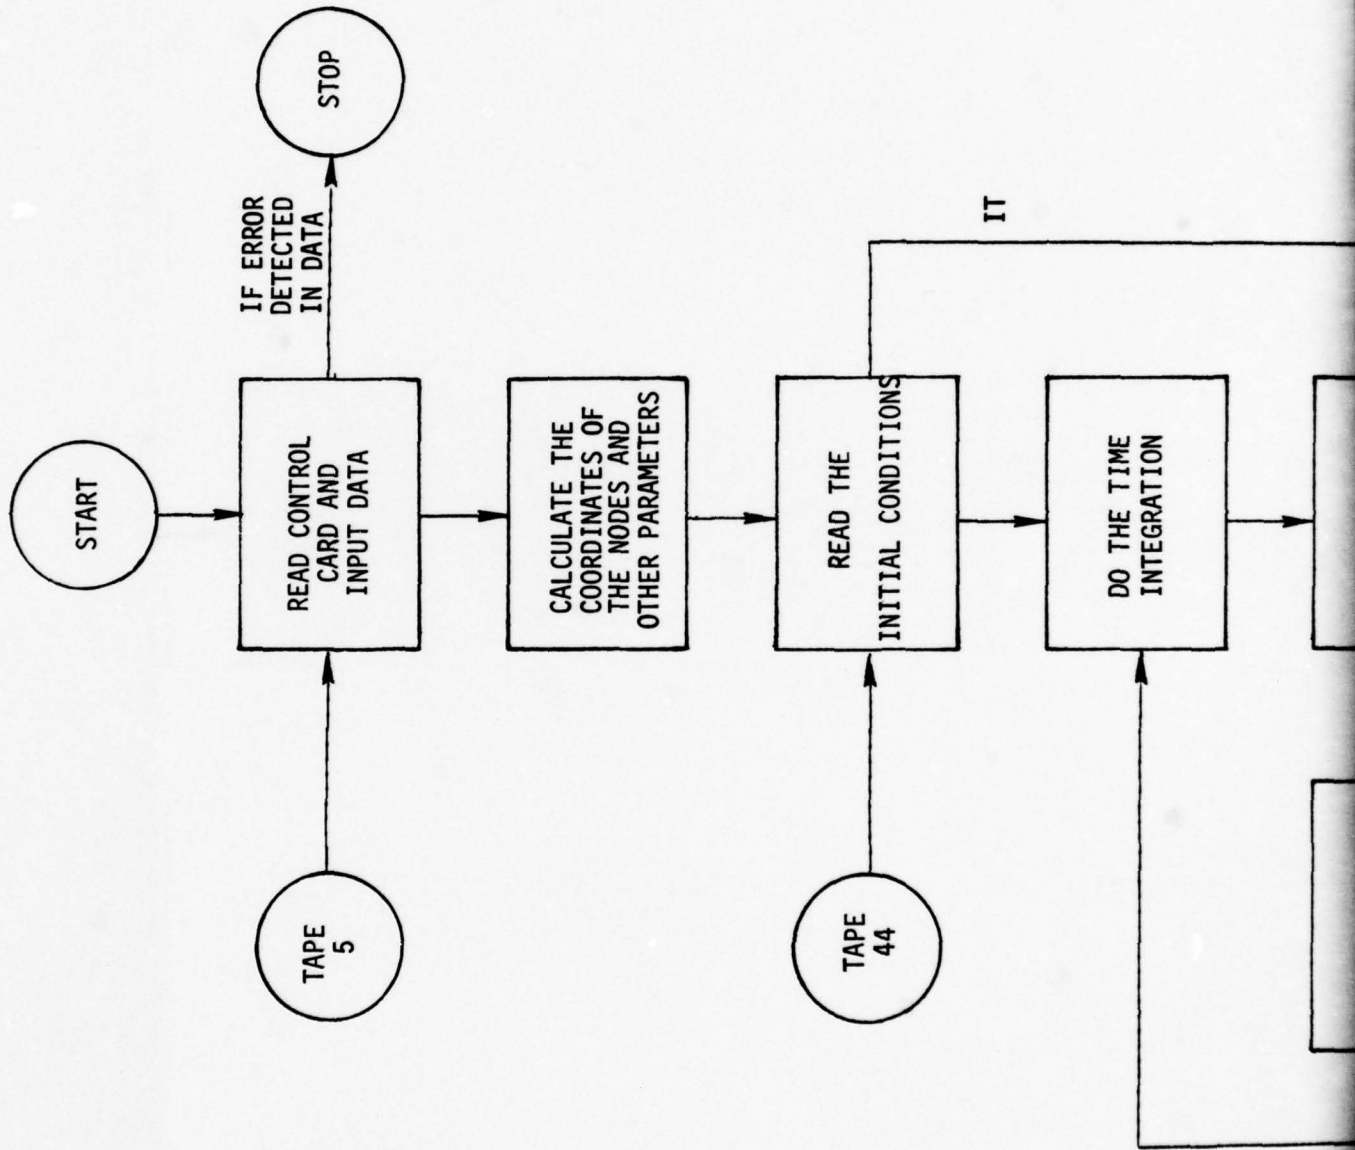 START
STOP
IF ERROR
DETECTED
IN DATA
READ CONTROL
CARD AND
INPUT DATA
TAPE
5
CALCULATE THE
COORDINATES OF
THE NODES AND
OTHER PARAMETERS
READ THE
INITIAL CONDITIONS
TAPE
44
IT
DO THE TIME
INTEGRATION